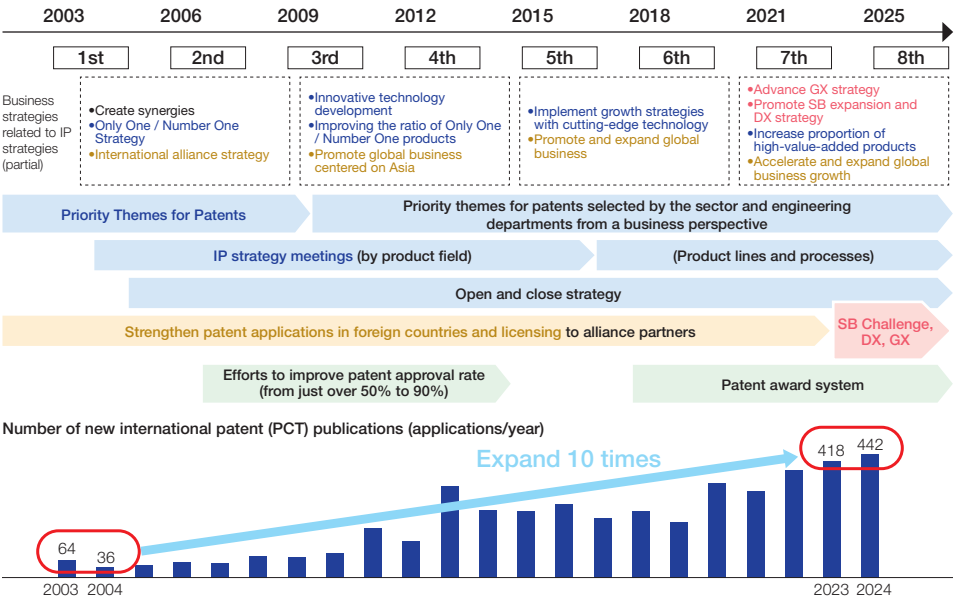 2003 2006 2009 2012 2015 2018 2021 2025
1st 2nd 3rd 4th 5th 6th 7th 8th
Business
strategies
related to IP
strategies
(partial)
•Create synergies
•Only One / Number One
Strategy
•International alliance strategy
•Innovative technology
development
•Improving the ratio of Only One
/ Number One products
•Promote global business
centered on Asia
•Implement growth strategies
with cutting-edge technology
•Promote and expand global
business
•Advance GX strategy
•Promote SB expansion and
DX strategy
•Increase proportion of
high-value-added products
•Accelerate and expand global
business growth
Priority Themes for Patents
Priority themes for patents selected by the sector and engineering
departments from a business perspective
IP strategy meetings (by product field)
(Product lines and processes)
Open and close strategy
Strengthen patent applications in foreign countries and licensing to alliance partners
SB Challenge,
DX, GX
Efforts to improve patent approval rate
(from just over 50% to 90%)
Patent award system
Number of new international patent (PCT) publications (applications/year)
Expand 10 times
418 442
64 36
2003 2004 2023 2024